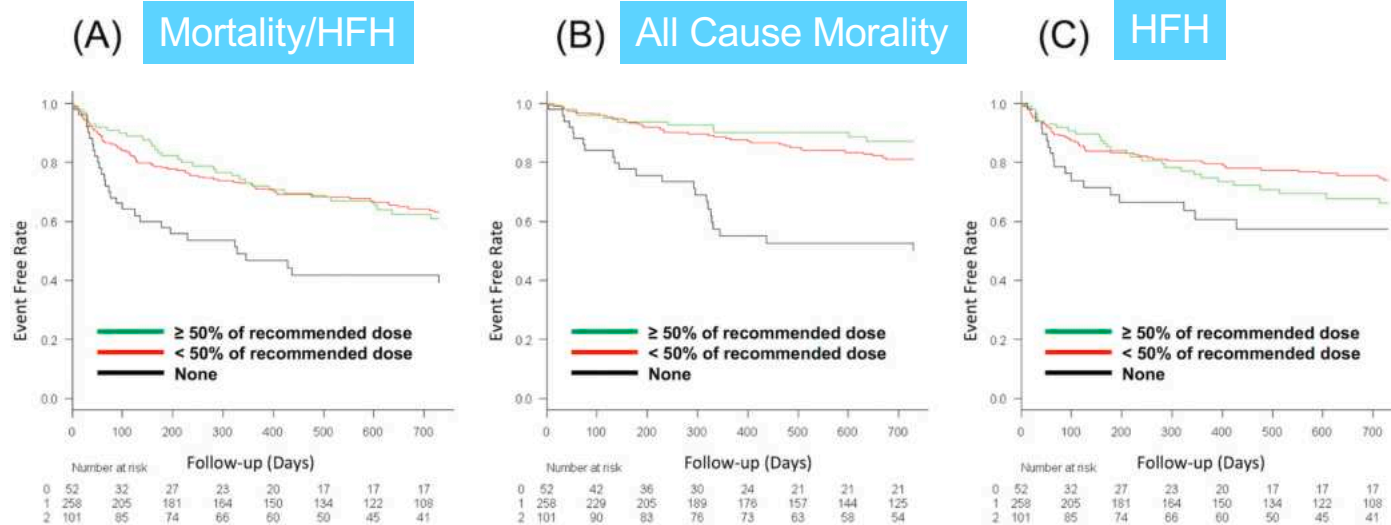 (A) Mortality/HFH
(B) All Cause Morality
(C) HFH
Event Free Rate
1.0
0.8
0.6
0.4
0.2
0.0
≥ 50% of recommended dose
< 50% of recommended dose
None
0 100 200 300 400 500 600 700
Number at risk
Follow-up (Days)
0 52 32 27 23 20 17 17 17
1 258 205 181 164 150 134 122 108
2 101 85 74 66 60 50 45 41
Event Free Rate
1.0
0.8
0.6
0.4
0.2
0.0
≥ 50% of recommended dose
< 50% of recommended dose
None
0 100 200 300 400 500 600 700
Number at risk
Follow-up (Days)
0 52 42 36 30 24 21 21 21
1 258 229 205 189 176 157 144 125
2 101 90 83 76 73 63 58 54
Event Free Rate
1.0
0.8
0.6
0.4
0.2
0.0
≥ 50% of recommended dose
< 50% of recommended dose
None
0 100 200 300 400 500 600 700
Number at risk
Follow-up (Days)
0 52 32 27 23 20 17 17 17
1 258 205 181 164 150 134 122 108
2 101 85 74 66 60 50 45 41